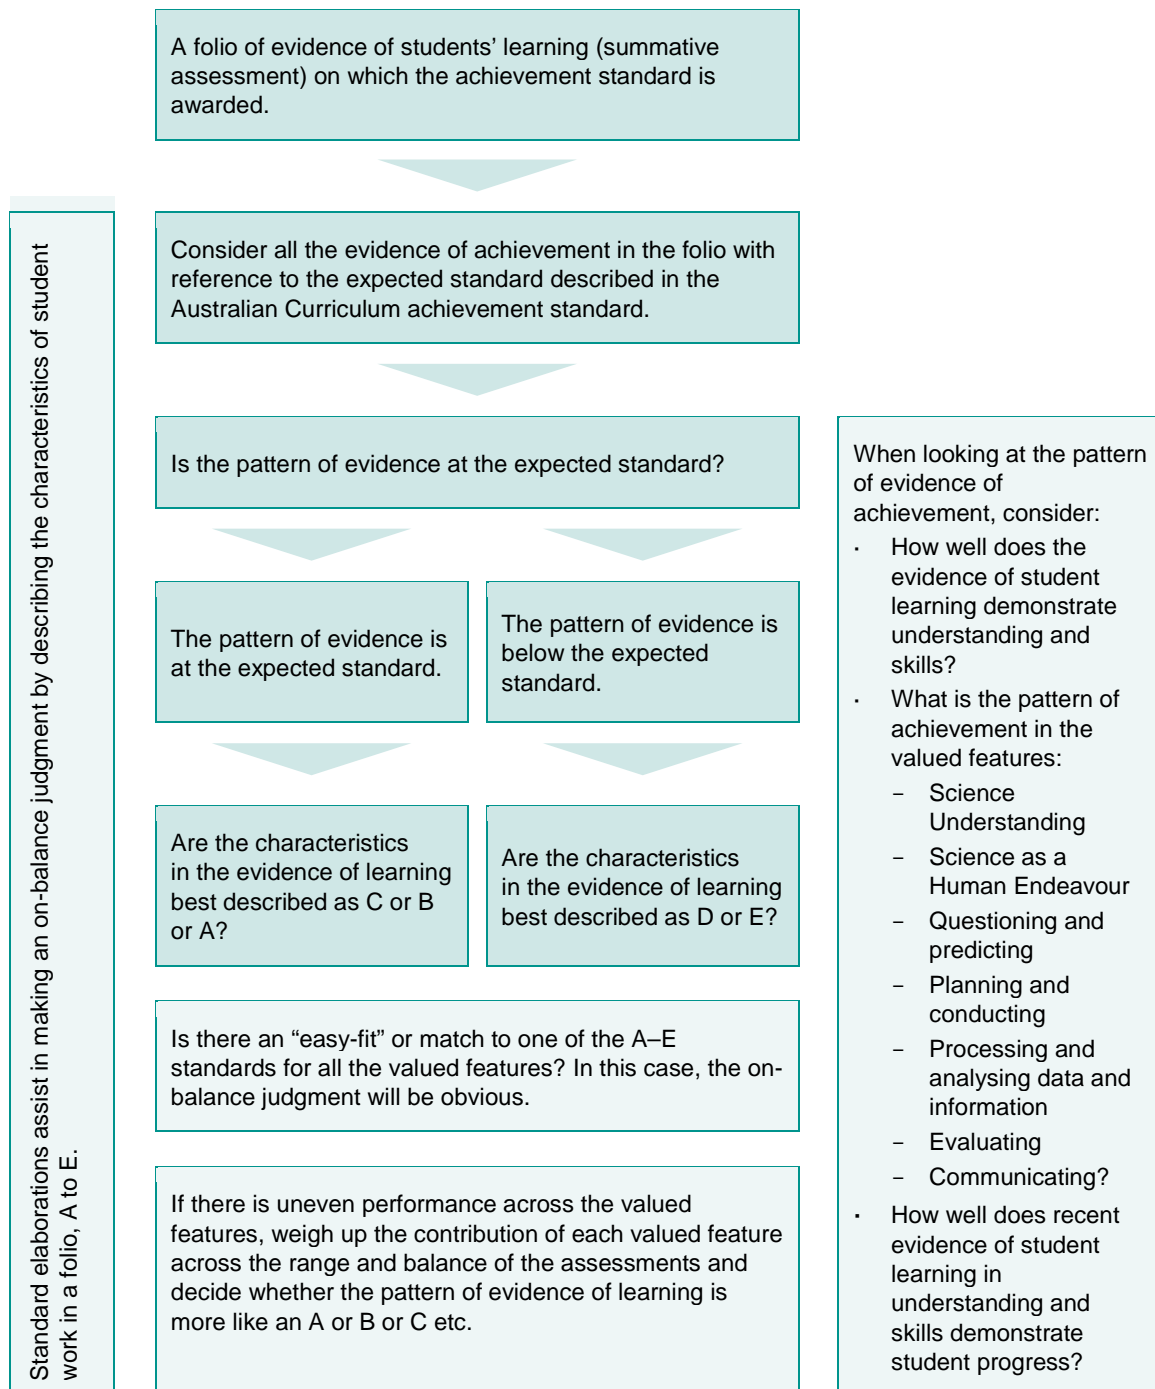 A folio of evidence of students’ learning (summative
assessment) on which the achievement standard is
awarded.
Standard elaborations assist in making an on-balance judgment by describing the characteristics of student
work in a folio, A to E.
Consider all the evidence of achievement in the folio with
reference to the expected standard described in the
Australian Curriculum achievement standard.
Is the pattern of evidence at the expected standard?
The pattern of evidence is
at the expected standard.
The pattern of evidence is
below the expected
standard.
Are the characteristics
in the evidence of learning
best described as C or B
or A?
Are the characteristics
in the evidence of learning
best described as D or E?
Is there an “easy-fit” or match to one of the A–E
standards for all the valued features? In this case, the on-
balance judgment will be obvious.
If there is uneven performance across the valued
features, weigh up the contribution of each valued feature
across the range and balance of the assessments and
decide whether the pattern of evidence of learning is
more like an A or B or C etc.
When looking at the pattern
of evidence of
achievement, consider:
· How well does the
evidence of student
learning demonstrate
understanding and
skills?
· What is the pattern of
achievement in the
valued features:
– Science
Understanding
– Science as a
Human Endeavour
– Questioning and
predicting
– Planning and
conducting
– Processing and
analysing data and
information
– Evaluating
– Communicating?
· How well does recent
evidence of student
learning in
understanding and
skills demonstrate
student progress?